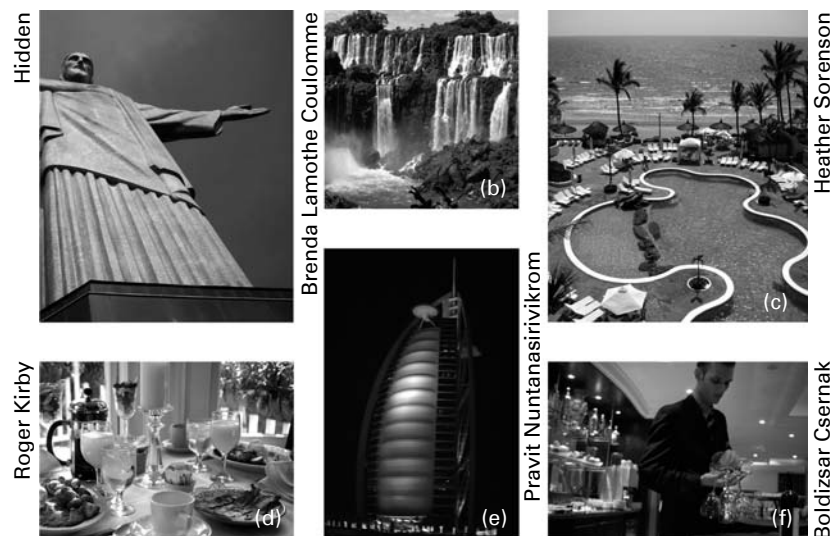 Hidden
Brenda Lamothe Coulomme
(b)
Heather Sorenson
(c)
Roger Kirby
(d)
Pravit Nuntanasirivikrom
(e)
Boldizsar Csernak
(f)